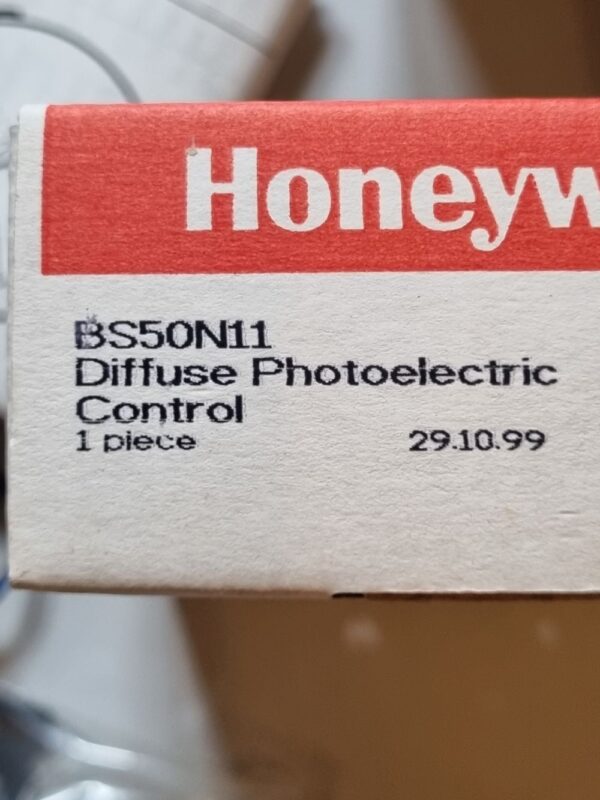 Honeyw
BS50N11
Diffuse Photoelectric
Control
1 piece 29.10.99